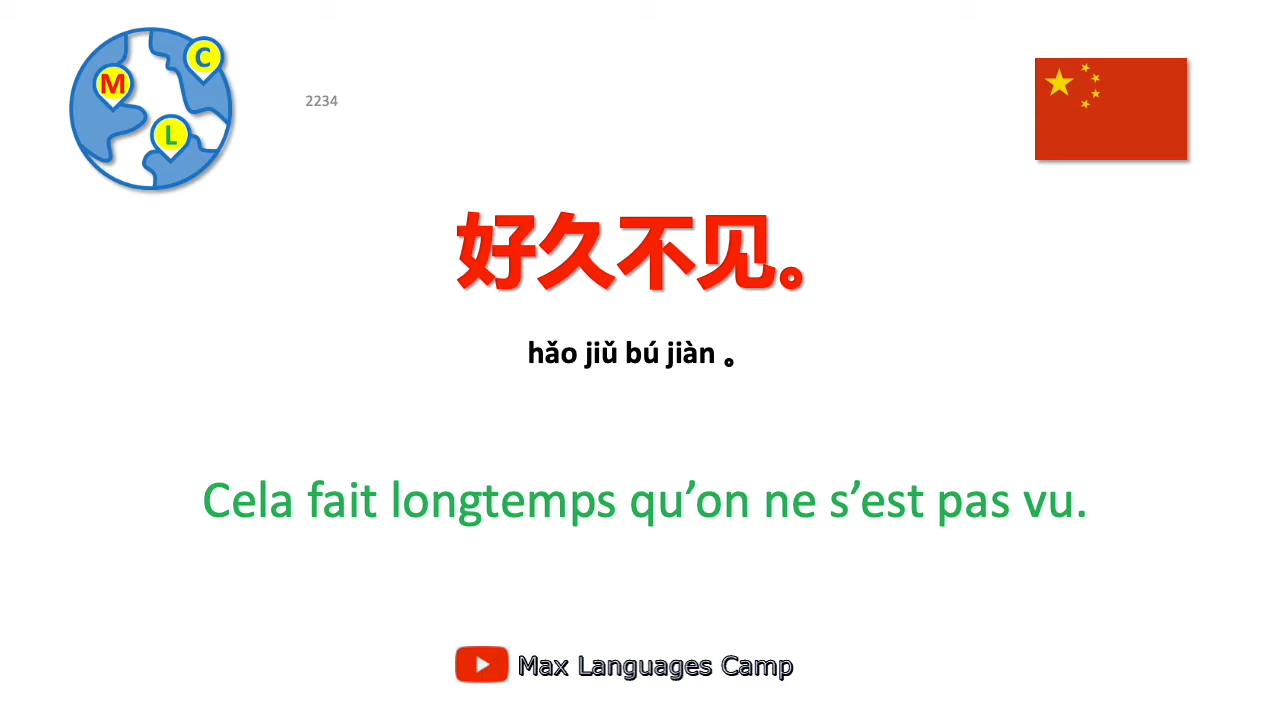 M
C
L
2234
好久不见。
hǎo jiǔ bú jiàn 。
Cela fait longtemps qu’on ne s’est pas vu.
Max Languages Camp